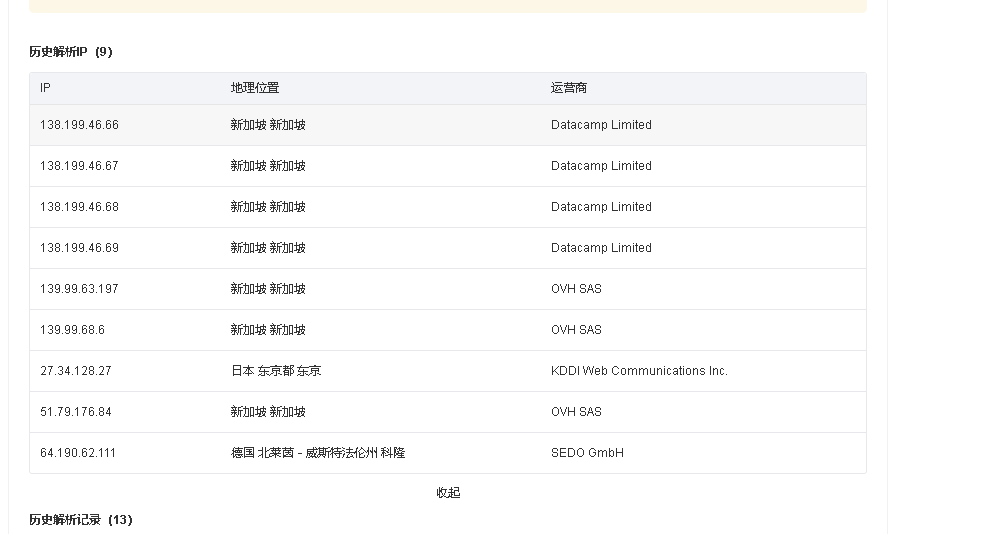 历史解析IP (9)
IP 地理位置 运营商
138.199.46.66 新加坡 新加坡 Datacamp Limited
138.199.46.67 新加坡 新加坡 Datacamp Limited
138.199.46.68 新加坡 新加坡 Datacamp Limited
138.199.46.69 新加坡 新加坡 Datacamp Limited
139.99.63.197 新加坡 新加坡 OVH SAS
139.99.68.6 新加坡 新加坡 OVH SAS
27.34.128.27 日本 东京都 东京 KDDI Web Communications Inc.
51.79.176.84 新加坡 新加坡 OVH SAS
64.190.62.111 德国 北莱茵 - 威斯特法伦州 科隆 SEDO GmbH
收起
历史解析记录 (13)